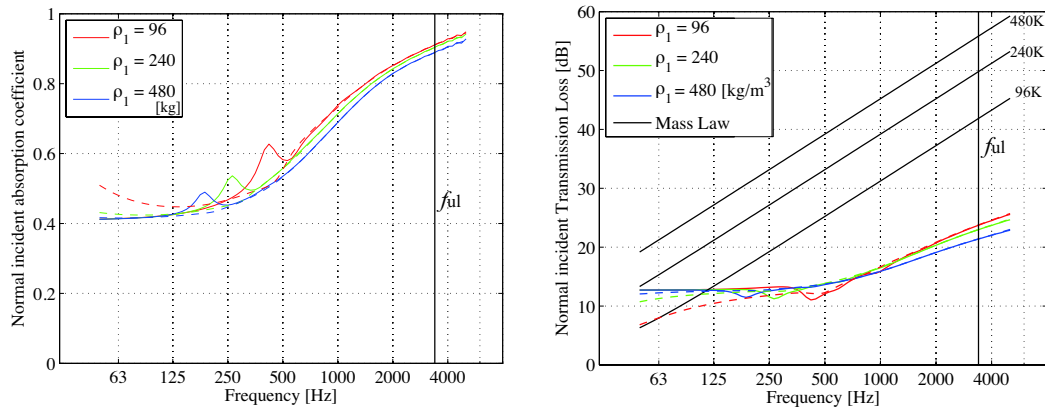 1
0.8
0.6
0.4
0.2
0
Normal incident absorption coefficient
ρ1 = 96
ρ1 = 240
ρ1 = 480
[kg]
ful
63 125 250 500 1000 2000 4000
Frequency [Hz]
60
50
40
30
20
10
0
Normal incident Transmission Loss [dB]
ρ1 = 96
ρ1 = 240
ρ1 = 480 [kg/m³
Mass Law
480K
240K
96K
ful
63 125 250 500 1000 2000 4000
Frequency [Hz]